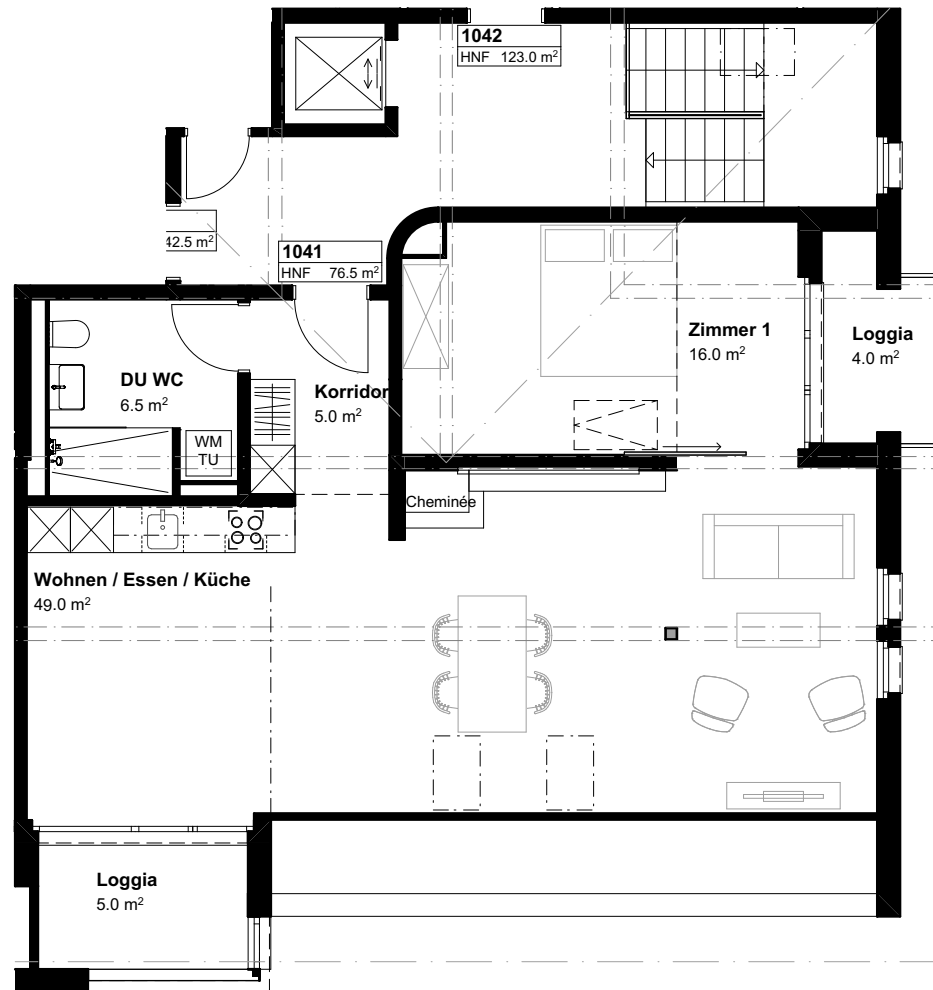 1042
HNF 123.0 m²
42.5 m²
1041
HNF 76.5 m²
Zimmer 1
16.0 m²
Loggia
4.0 m²
DU WC
6.5 m²
Korridor
5.0 m²
WM
TU
Cheminée
Wohnen / Essen / Küche
49.0 m²
Loggia
5.0 m²